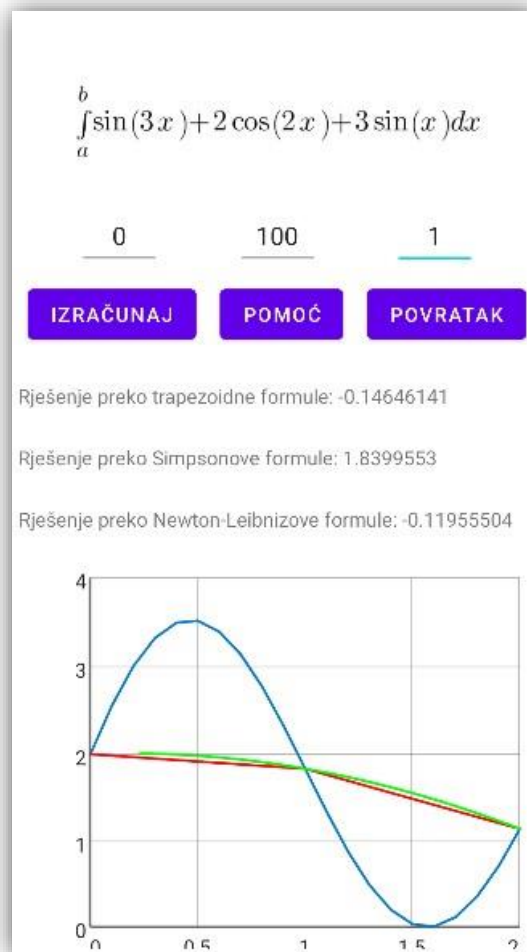 b
∫sin(3x)+2cos(2x)+3sin(x)dx
a
0 100 1
IZRAČUNAJ POMOĆ POVRATAK
Rješenje preko trapezoidne formule: -0.14646141
Rješenje preko Simpsonove formule: 1.8399553
Rješenje preko Newton-Leibnizove formule: -0.11955504
4
3
2
1
0
0 0.5 1 1.5 2